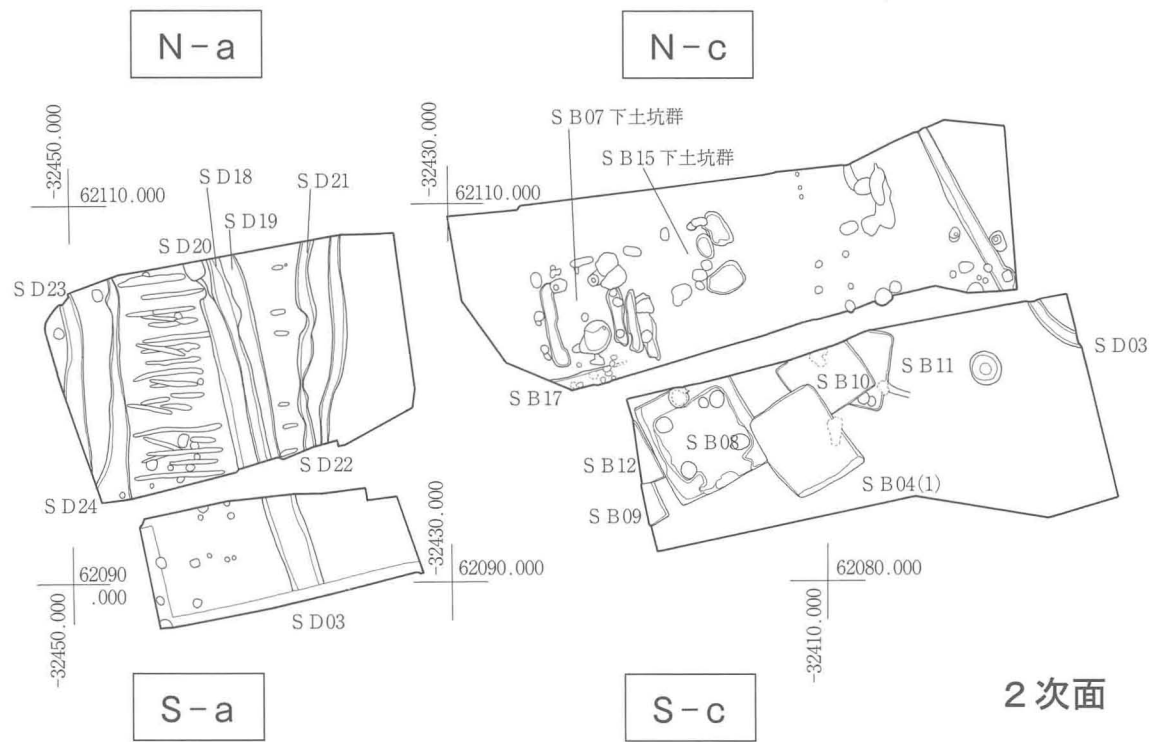 N-a
N-c
-32450.000
62110.000
SD18
SD19
SD20
SD21
SD23
SD24
SD22
-32430.000
62110.000
SB07下土坑群
SB15下土坑群
SB17
SB11
SB10
SB08
SB12
SB09
SB04(1)
SD03
62090
.000
-32450.000
SD03
-32430.000
62090.000
62080.000
-32410.000
S-a
S-c
2次面